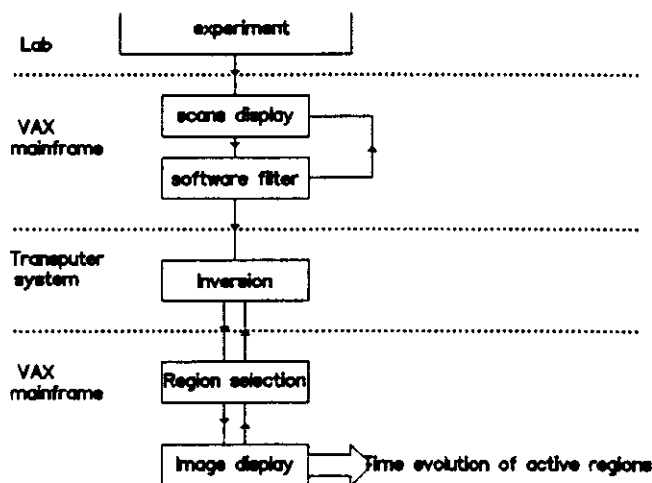 experiment
Lab
scans display
VAX
mainframe
software filter
Transputer
system
Inversion
Region selection
VAX
mainframe
Image display
Time evolution of active regions